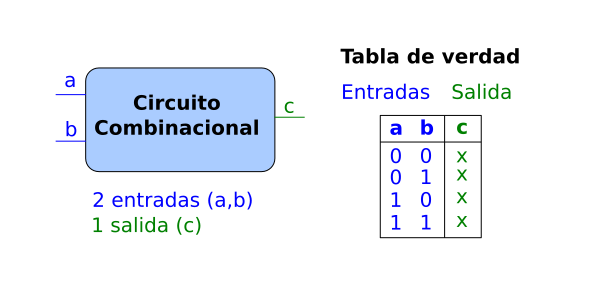 a
b
Circuito
Combinacional
c
2 entradas (a,b)
1 salida (c)
Tabla de verdad
Entradas Salida
a b c
0 0 x
0 1 x
1 0 x
1 1 x